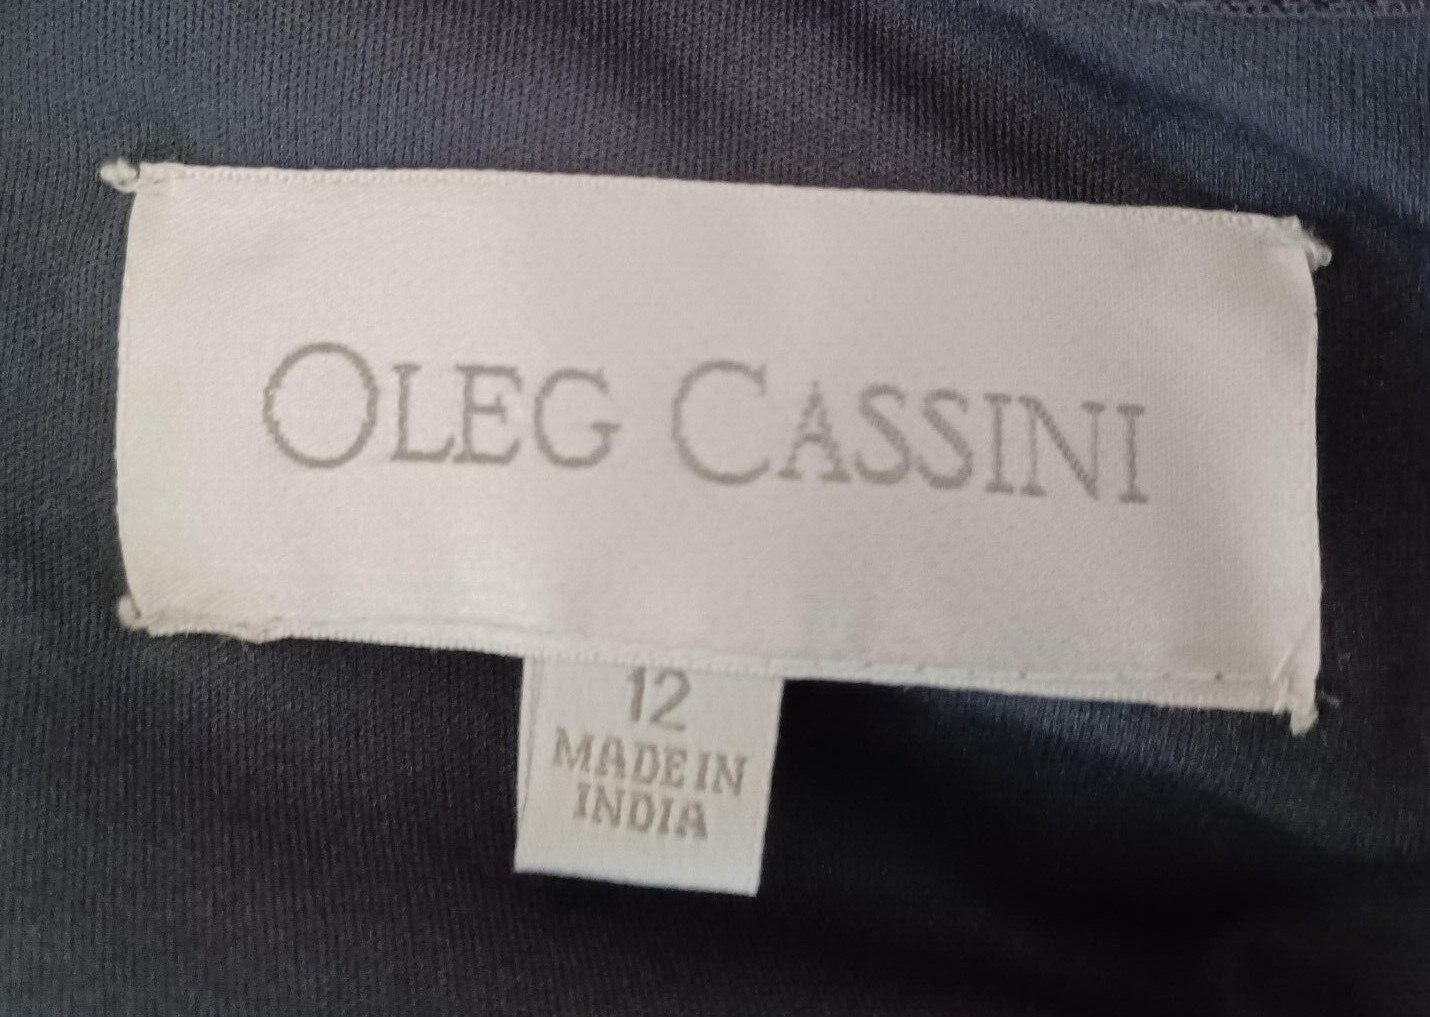 OLEG CASSINI
12
MADE IN
INDIA